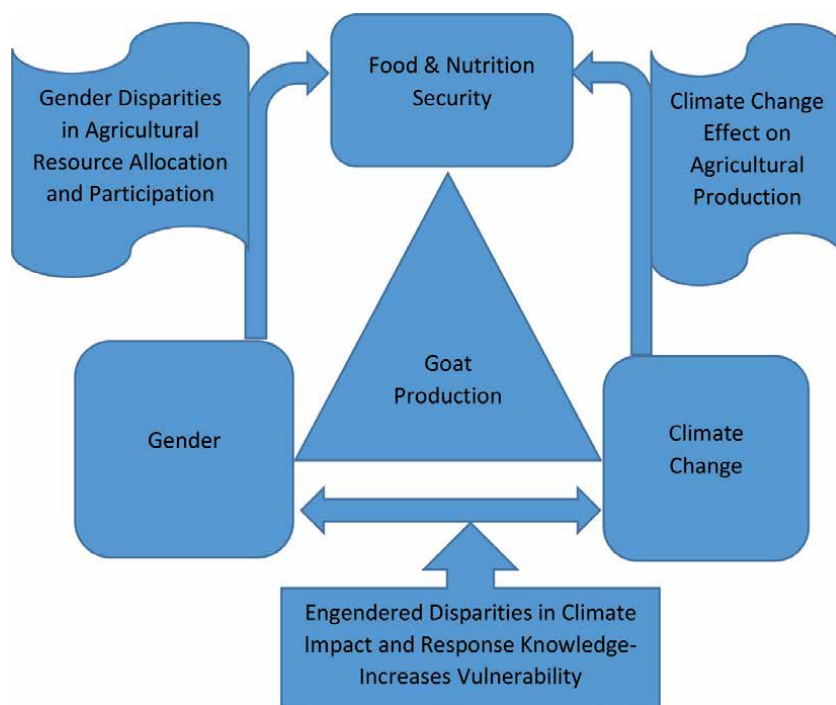 Gender Disparities
in Agricultural
Resource Allocation
and Participation
Food & Nutrition
Security
Climate Change
Effect on
Agricultural
Production
Goat
Production
Gender
Climate
Change
Engendered Disparities in Climate
Impact and Response Knowledge-
Increases Vulnerability